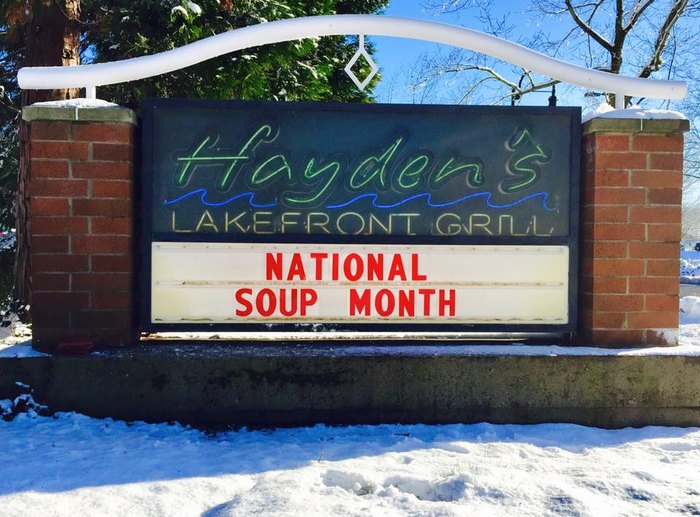 Hayden's
LAKEFRONT GRILL
NATIONAL
SOUP MONTH